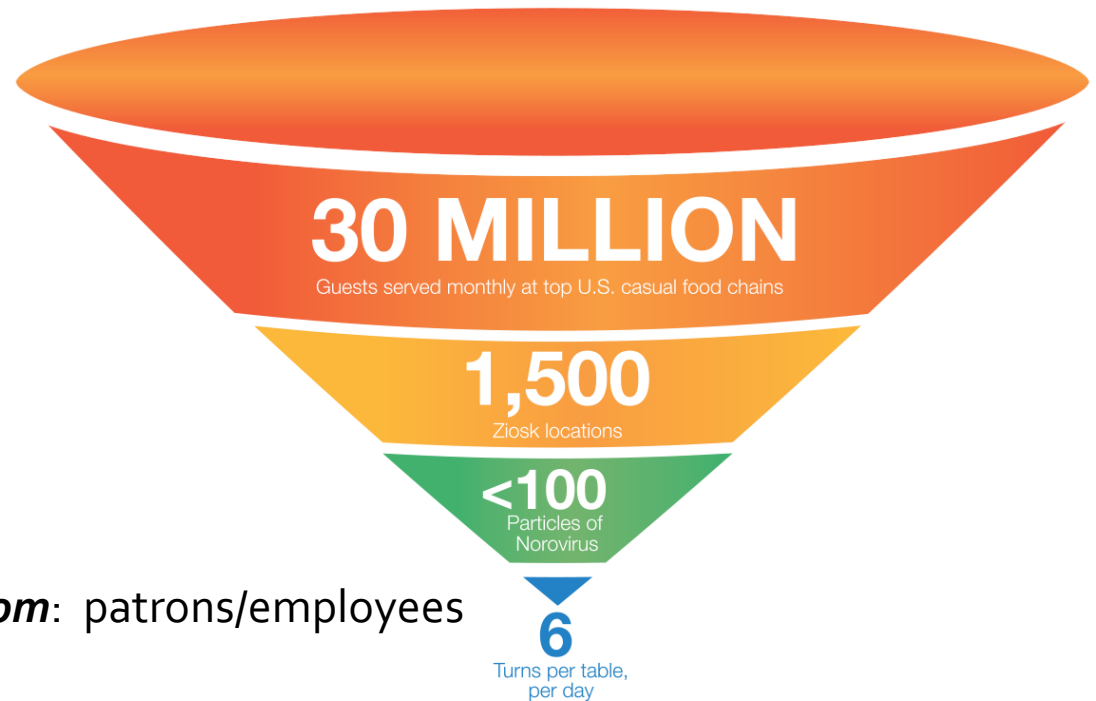 30 MILLION
Guests served monthly at top U.S. casual food chains
1,500
Ziosk locations
<100
Particles of
Norovirus
om: patrons/employees
6
Turns per table,
per day